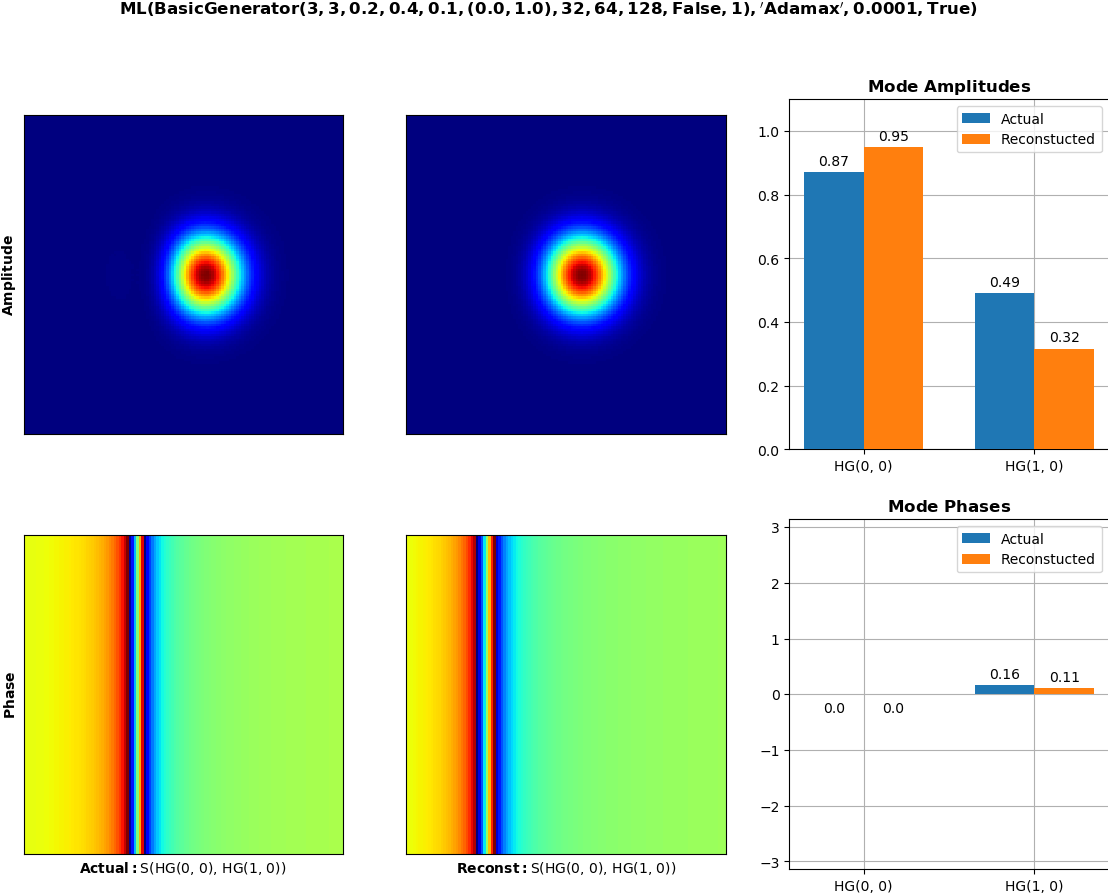 ML(BasicGenerator(3, 3, 0.2, 0.4, 0.1, (0.0, 1.0), 32, 64, 128, False, 1), ′Adamax′, 0.0001, True)
Amplitude
Mode Amplitudes
Actual
Reconstucted
1.0
0.8
0.6
0.4
0.2
0.0
0.87
0.95
0.49
0.32
HG(0, 0)
HG(1, 0)
Phase
Actual: S(HG(0, 0), HG(1, 0))
Reconst: S(HG(0, 0), HG(1, 0))
Mode Phases
Actual
Reconstucted
3
2
1
0
−1
−2
−3
0.0
0.0
0.16
0.11
HG(0, 0)
HG(1, 0)